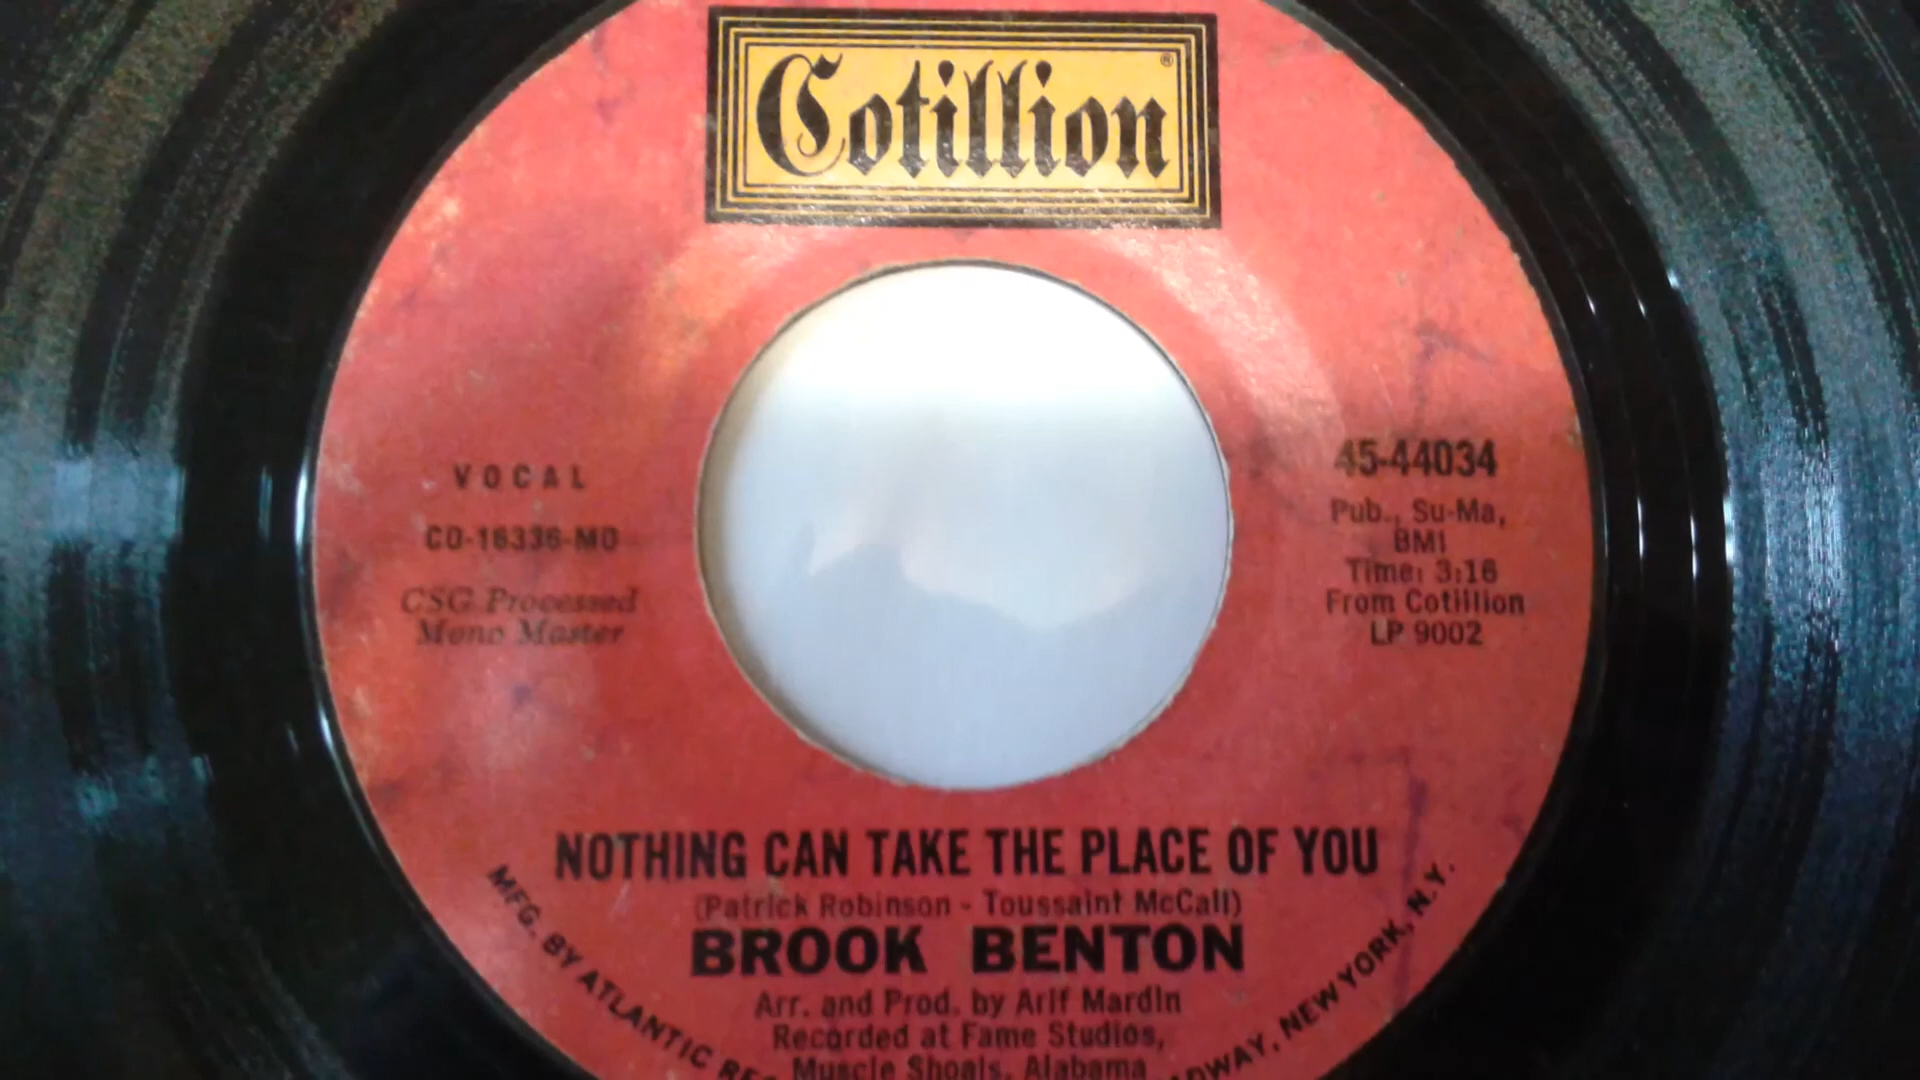 Cotillion®
VOCAL
CO-16336-MO
CSG Processed
Mono Master
45-44034
Pub., Su-Ma,
BMI
Time: 3:16
From Cotillion
LP 9002
NOTHING CAN TAKE THE PLACE OF YOU
(Patrick Robinson - Toussaint McCall)
BROOK BENTON
Arr. and Prod. by Arif Mardin
Recorded at Fame Studios,
Muscle Shoals, Alabama
MFG. BY ATLANTIC
NEW YORK, N.Y.